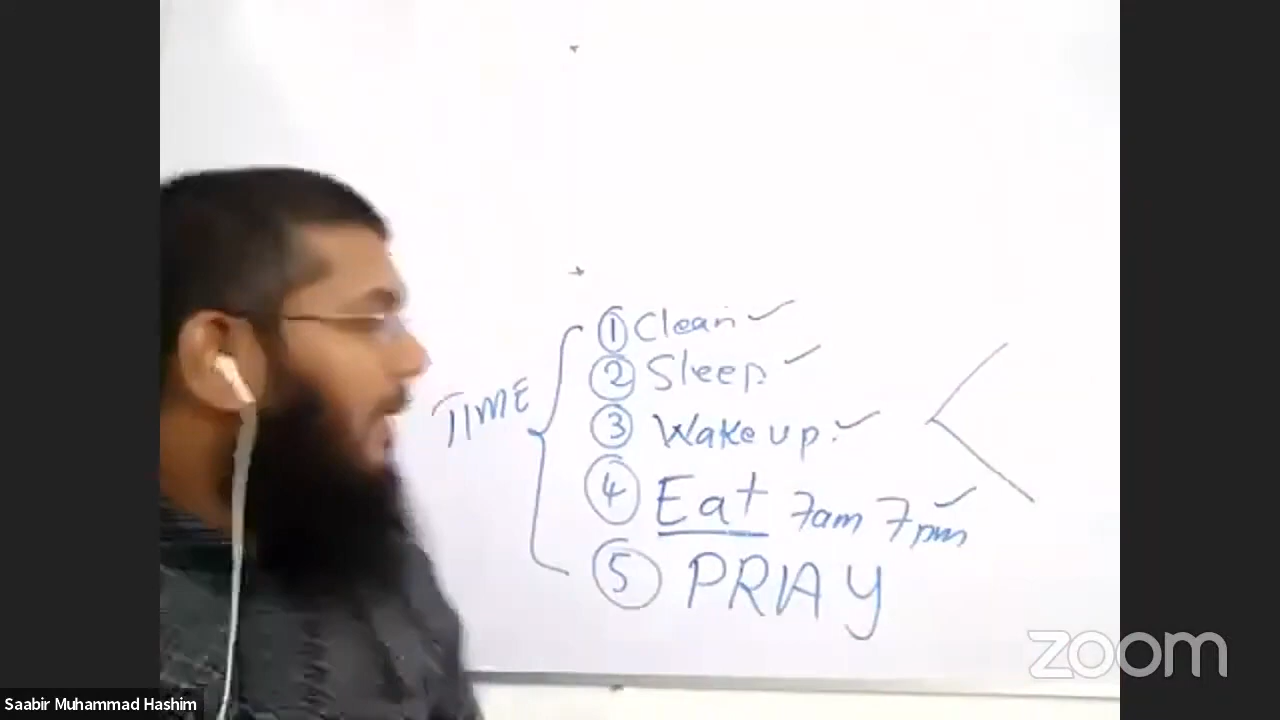 TIME
① Clean ✓
② Sleep ✓
③ Wake up. ✓
④ Eat 7am 7pm ✓
⑤ PRAY
zoom
Saabir Muhammad Hashim